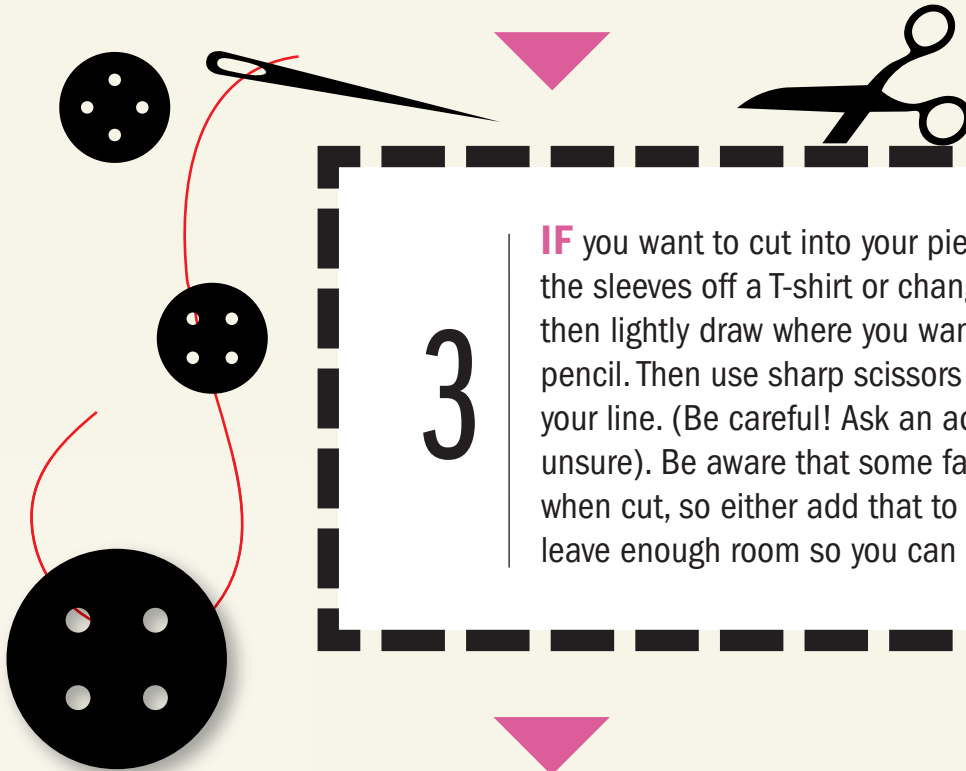 3
IF you want to cut into your pie
the sleeves off a T-shirt or chan
then lightly draw where you wan
pencil. Then use sharp scissors
your line. (Be careful! Ask an ad
unsure). Be aware that some fa
when cut, so either add that to
leave enough room so you can